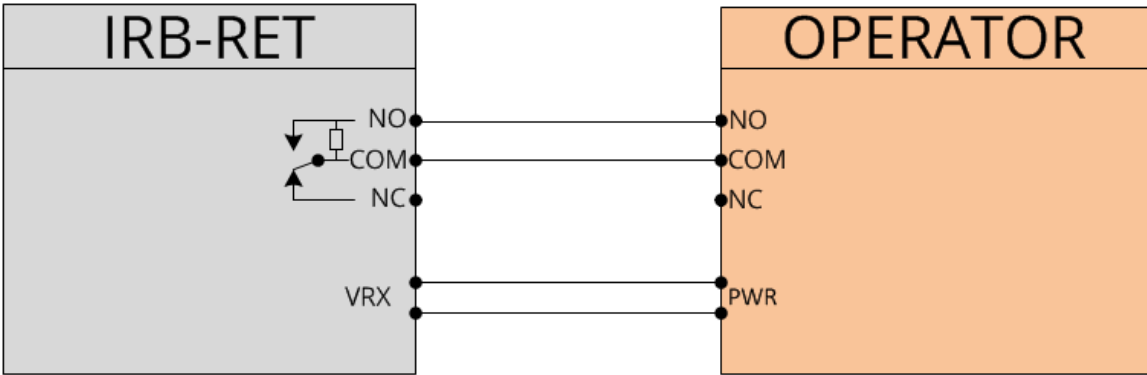 IRB-RET
OPERATOR
NO
NO
COM
COM
NC
NC
VRX
PWR